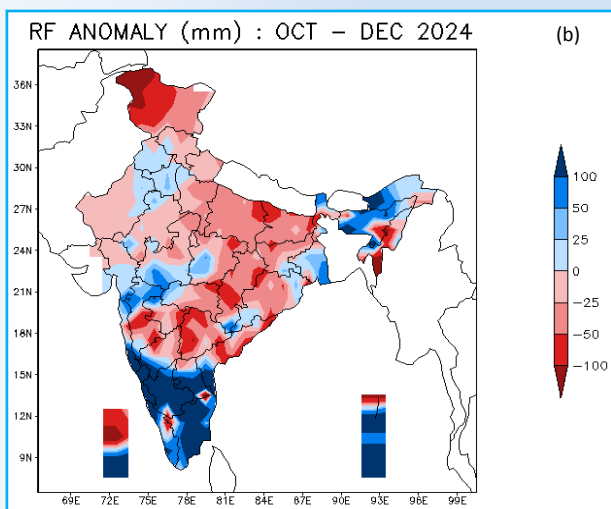 RF ANOMALY (mm) : OCT – DEC 2024
(b)
36N
33N
30N
27N
24N
21N
18N
15N
12N
9N
69E 72E 75E 78E 81E 84E 87E 90E 93E 96E 99E
100
50
25
0
−25
−50
−100